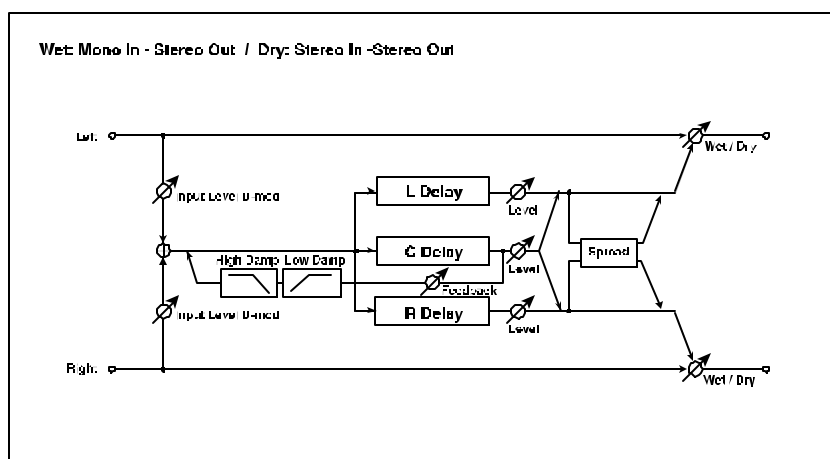 Wet: Mono In - Stereo Out / Dry: Stereo In -Stereo Out
Left
Wet / Dry
L Delay
Input Level D-mod
Level
High Damp Low Damp
C Delay
Level
Spread
Feedback
Input Level D-mod
R Delay
Level
Right
Wet / Dry